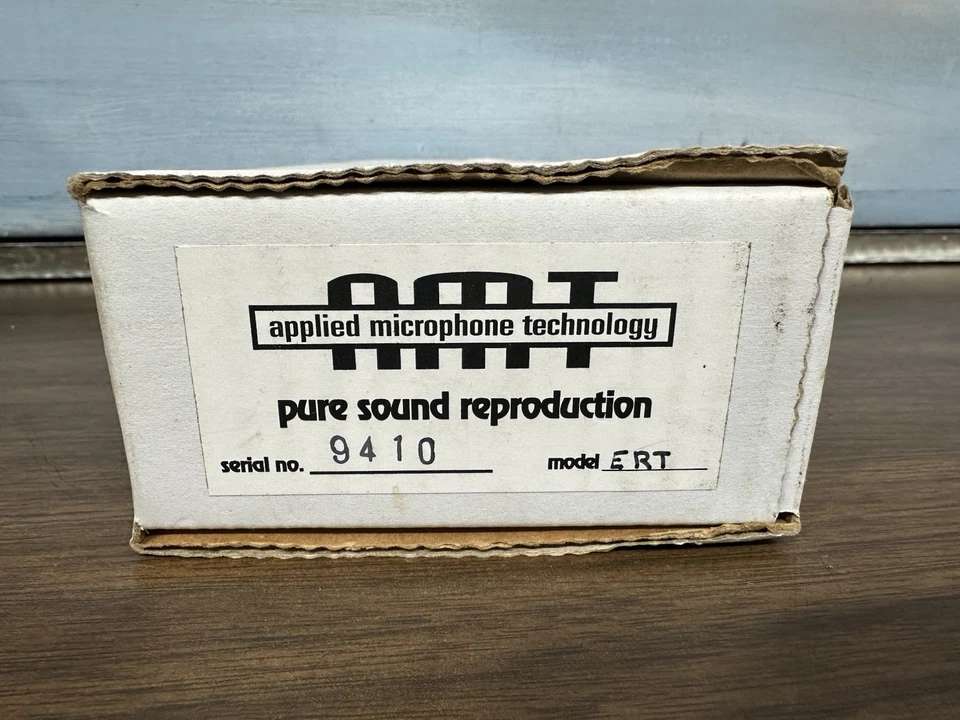 AMT
applied microphone technology
pure sound reproduction
serial no. 9410 model ERT